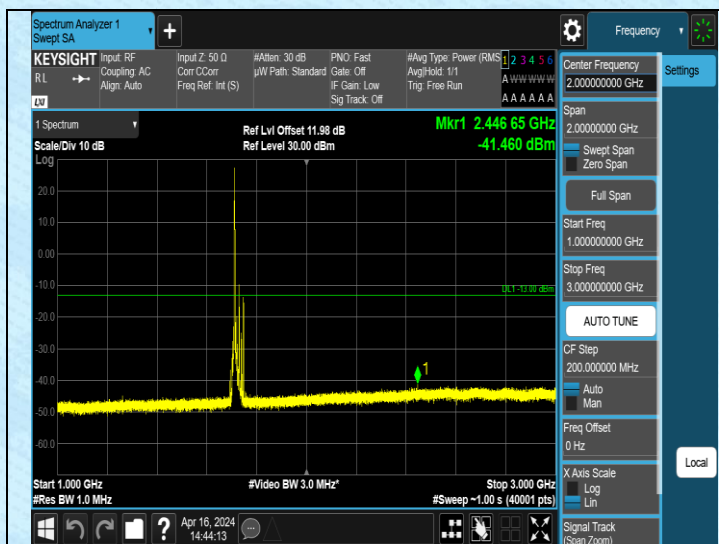 Spectrum Analyzer 1
Swept SA
+
Frequency
KEYSIGHT
RL
LXI
Input: RF
Coupling: AC
Align: Auto
Input Z: 50 Ω
Corr CCorr
Freq Ref: Int (S)
#Atten: 30 dB
µW Path: Standard
PNO: Fast
Gate: Off
IF Gain: Low
Sig Track: Off
#Avg Type: Power (RMS
Avg|Hold: 1/1
Trig: Free Run
1 2 3 4 5 6
A W W W W W
A A A A A A
1 Spectrum
Scale/Div 10 dB
Ref Lvl Offset 11.98 dB
Ref Level 30.00 dBm
Mkr1 2.446 65 GHz
-41.460 dBm
Log
20.0
10.0
0.00
-10.0
-20.0
-30.0
-40.0
-50.0
-60.0
DL1 -13.00 dBm
1
Start 1.000 GHz
#Res BW 1.0 MHz
#Video BW 3.0 MHz*
Stop 3.000 GHz
#Sweep ~1.00 s (40001 pts)
Center Frequency
2.000000000 GHz
Settings
Span
2.00000000 GHz
Swept Span
Zero Span
Full Span
Start Freq
1.000000000 GHz
Stop Freq
3.000000000 GHz
AUTO TUNE
CF Step
200.000000 MHz
Auto
Man
Freq Offset
0 Hz
X Axis Scale
Log
Lin
Local
Signal Track
(Span Zoom)
?
Apr 16, 2024
14:44:13